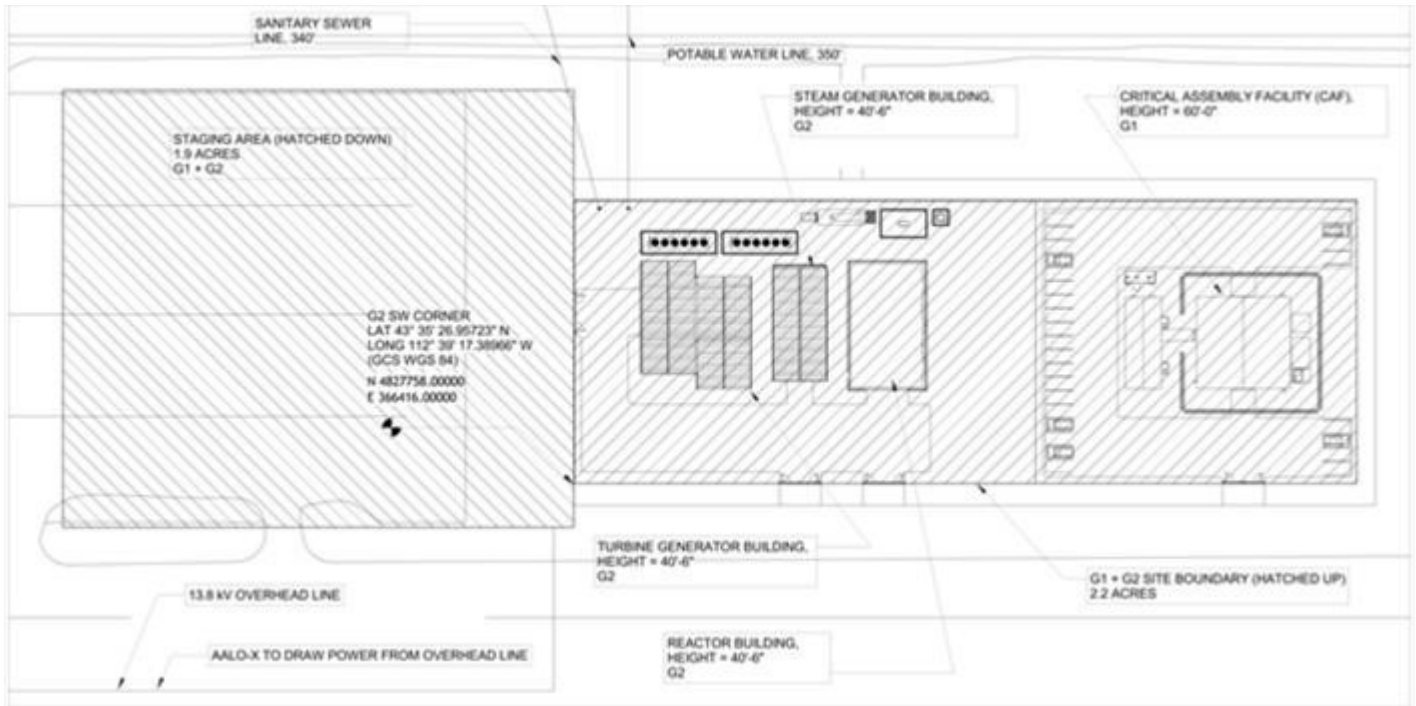 SANITARY SEWER
LINE, 340'
POTABLE WATER LINE, 350'
STEAM GENERATOR BUILDING,
HEIGHT = 40'-6"
G2
CRITICAL ASSEMBLY FACILITY (CAF),
HEIGHT = 60'-0"
G1
STAGING AREA (HATCHED DOWN)
1.9 ACRES
G1 + G2
G2 SW CORNER
LAT 43° 35' 26.95723" N
LONG 112° 39' 17.38966" W
(GCS WGS 84)
N 4827758.00000
E 366416.00000
TURBINE GENERATOR BUILDING,
HEIGHT = 40'-6"
G2
G1 + G2 SITE BOUNDARY (HATCHED UP)
2.2 ACRES
13.8 kV OVERHEAD LINE
REACTOR BUILDING,
HEIGHT = 40'-6"
G2
AALO-X TO DRAW POWER FROM OVERHEAD LINE